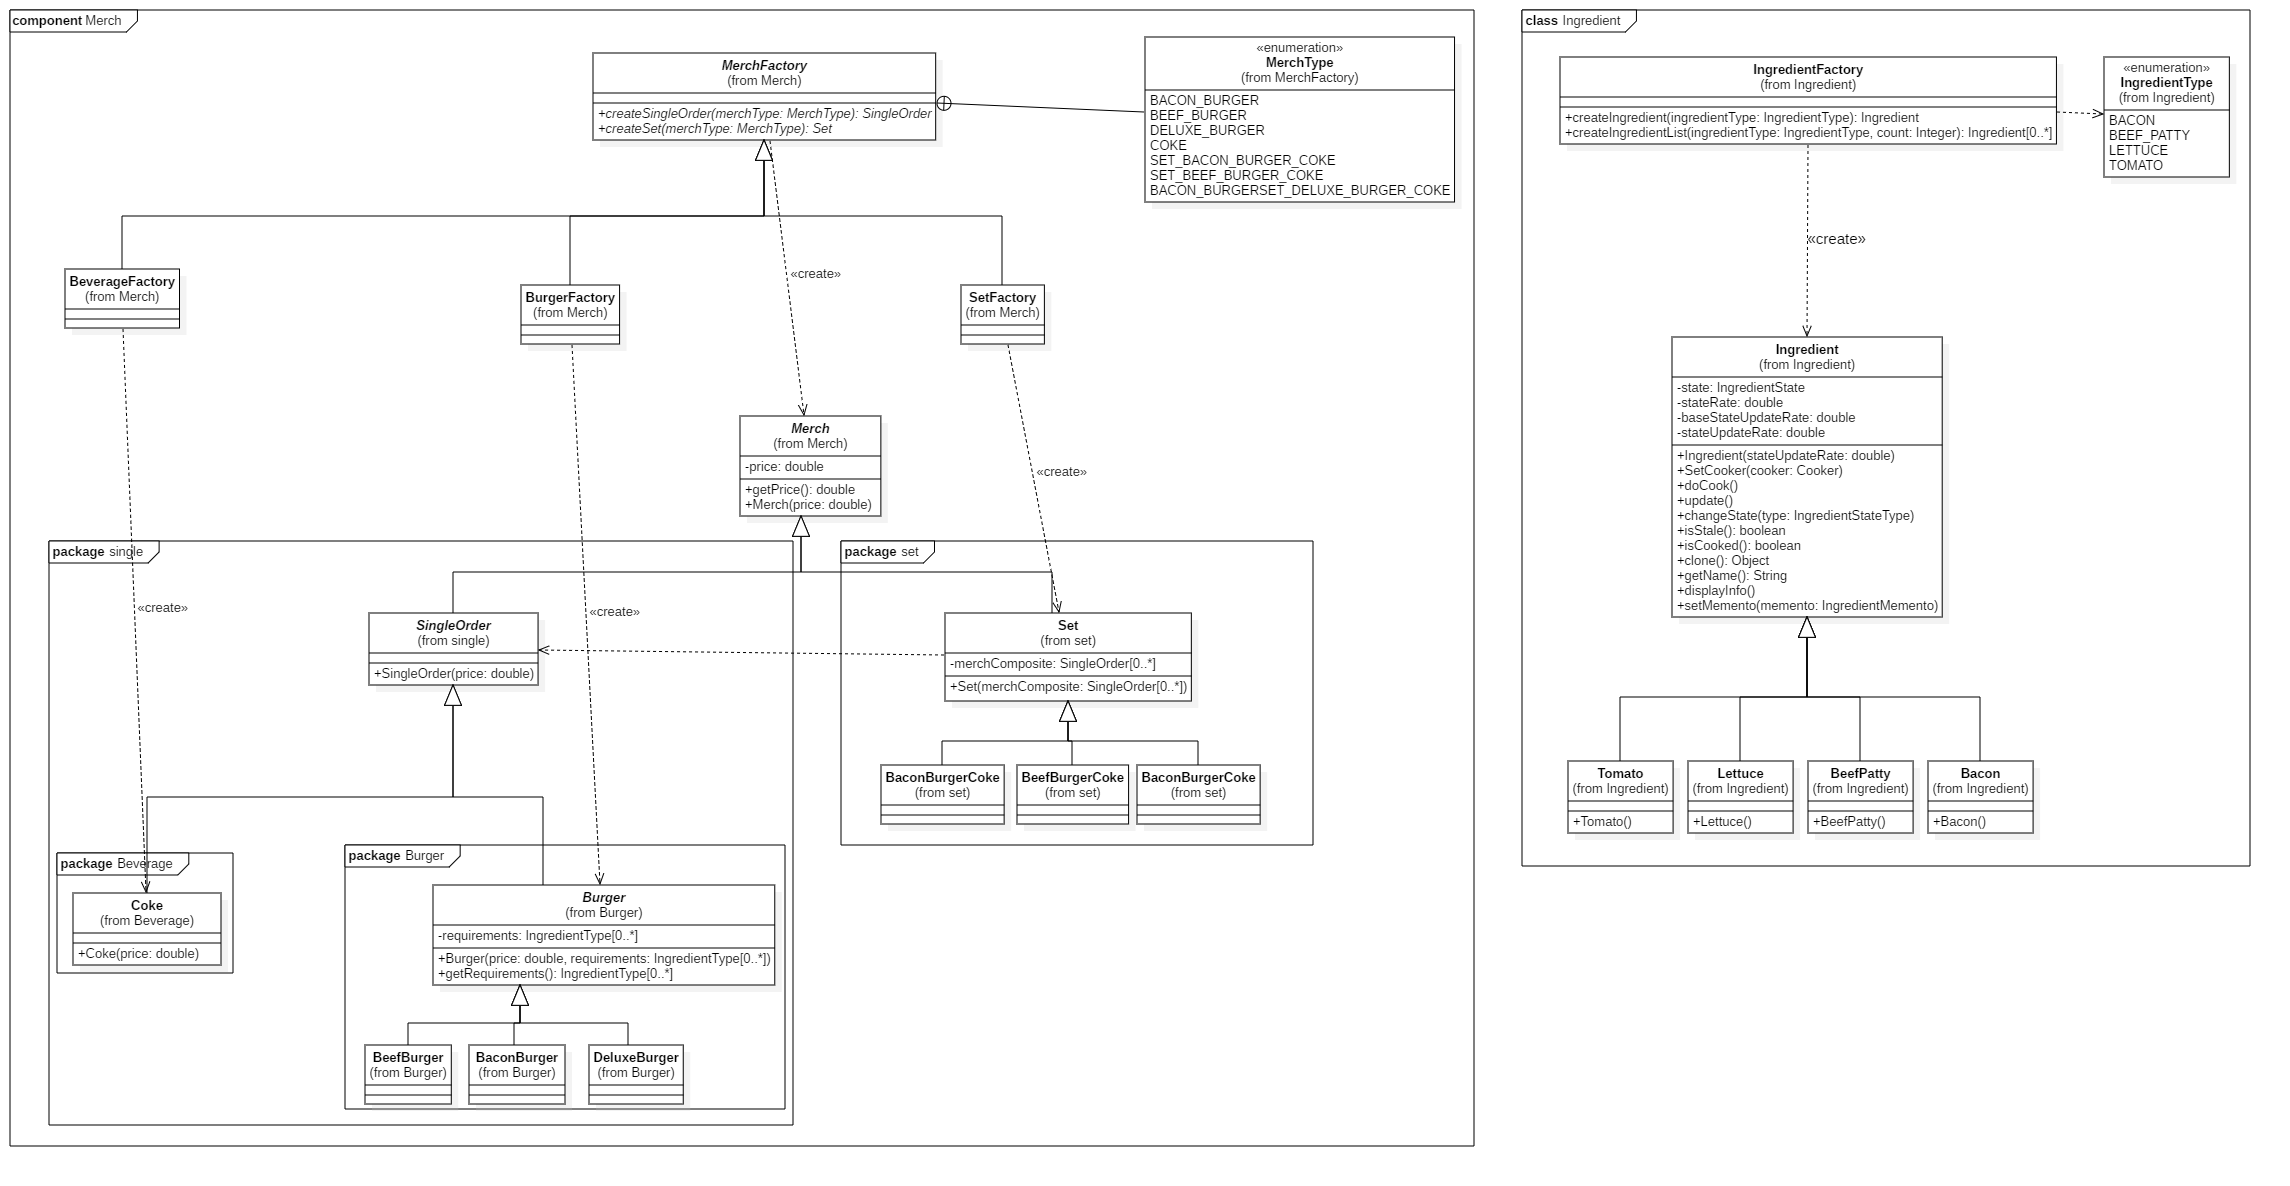 component Merch
MerchFactory
(from Merch)
+createSingleOrder(merchType: MerchType): SingleOrder
+createSet(merchType: MerchType): Set
«enumeration»
MerchType
(from MerchFactory)
BACON_BURGER
BEEF_BURGER
DELUXE_BURGER
COKE
SET_BACON_BURGER_COKE
SET_BEEF_BURGER_COKE
BACON_BURGERSET_DELUXE_BURGER_COKE
BeverageFactory
(from Merch)
BurgerFactory
(from Merch)
SetFactory
(from Merch)
«create»
Merch
(from Merch)
-price: double
+getPrice(): double
+Merch(price: double)
«create»
package single
package set
«create»
«create»
SingleOrder
(from single)
+SingleOrder(price: double)
Set
(from set)
-merchComposite: SingleOrder[0..*]
+Set(merchComposite: SingleOrder[0..*])
BaconBurgerCoke
(from set)
BeefBurgerCoke
(from set)
BaconBurgerCoke
(from set)
package Beverage
Coke
(from Beverage)
+Coke(price: double)
package Burger
Burger
(from Burger)
-requirements: IngredientType[0..*]
+Burger(price: double, requirements: IngredientType[0..*])
+getRequirements(): IngredientType[0..*]
BeefBurger
(from Burger)
BaconBurger
(from Burger)
DeluxeBurger
(from Burger)
class Ingredient
IngredientFactory
(from Ingredient)
+createIngredient(ingredientType: IngredientType): Ingredient
+createIngredientList(ingredientType: IngredientType, count: Integer): Ingredient[0..*]
«enumeration»
IngredientType
(from Ingredient)
BACON
BEEF_PATTY
LETTUCE
TOMATO
«create»
Ingredient
(from Ingredient)
-state: IngredientState
-stateRate: double
-baseStateUpdateRate: double
-stateUpdateRate: double
+Ingredient(stateUpdateRate: double)
+SetCooker(cooker: Cooker)
+doCook()
+update()
+changeState(type: IngredientStateType)
+isStale(): boolean
+isCooked(): boolean
+clone(): Object
+getName(): String
+displayInfo()
+setMemento(memento: IngredientMemento)
Tomato
(from Ingredient)
+Tomato()
Lettuce
(from Ingredient)
+Lettuce()
BeefPatty
(from Ingredient)
+BeefPatty()
Bacon
(from Ingredient)
+Bacon()